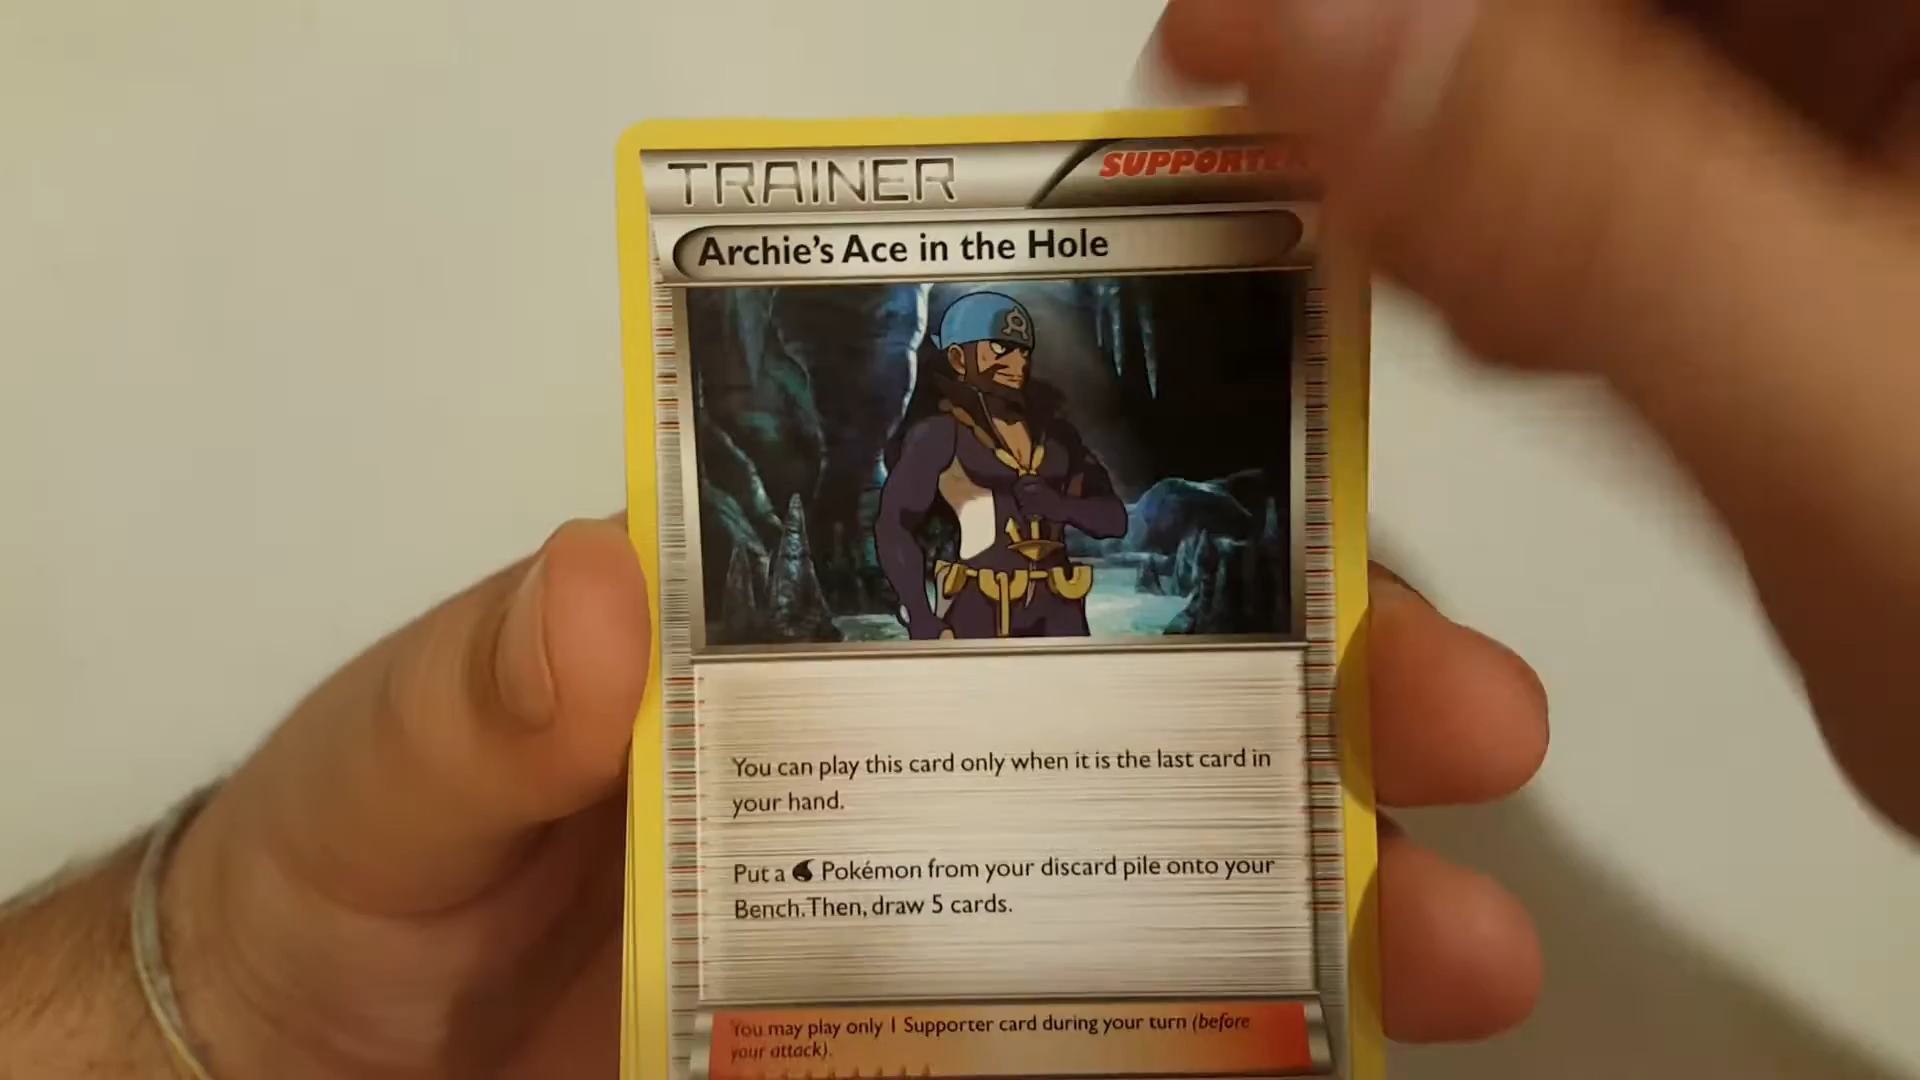 TRAINER
SUPPORTER
Archie's Ace in the Hole
You can play this card only when it is the last card in
your hand.
Put a Pokémon from your discard pile onto your
Bench. Then, draw 5 cards.
You may play only 1 Supporter card during your turn (before
your attack).